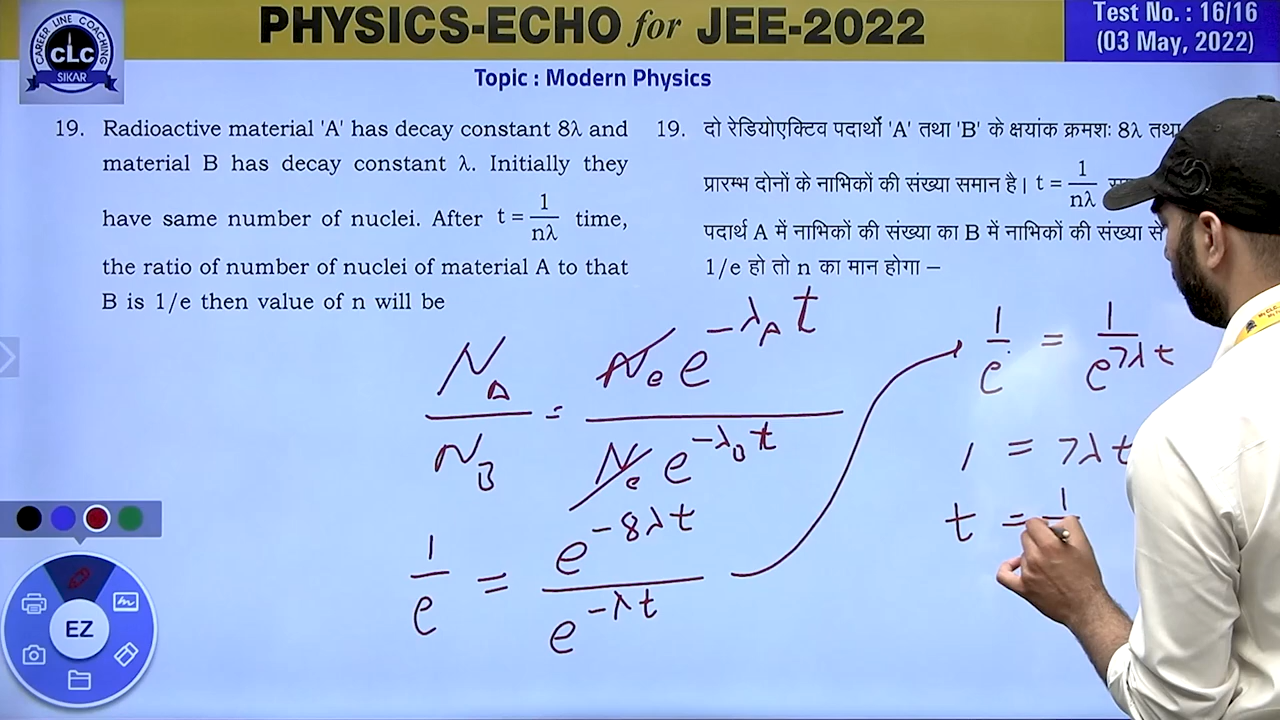 CAREER LINE COACHING
CLC
SIKAR
PHYSICS-ECHO for JEE-2022
Test No. : 16/16
(03 May, 2022)
Topic : Modern Physics
19. Radioactive material 'A' has decay constant 8λ and
material B has decay constant λ. Initially they
have same number of nuclei. After t = 1/nλ time,
the ratio of number of nuclei of material A to that
B is 1/e then value of n will be
19. दो रेडियोएक्टिव पदार्थों 'A' तथा 'B' के क्षयांक क्रमशः 8λ तथा
प्रारम्भ दोनों के नाभिकों की संख्या समान है। t = 1/nλ
पदार्थ A में नाभिकों की संख्या का B में नाभिकों की संख्या से
1/e हो तो n का मान होगा –
N_A/N_B = N₀e^(-λ_A t)/N₀e^(-λ_B t)
1/e = e^(-8λt)/e^(-λt)
1/e = 1/e^(7λt)
1 = 7λt
t = 1
EZ